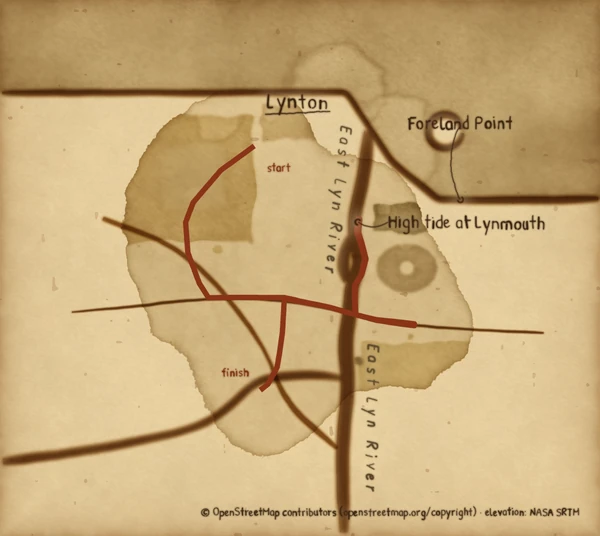 Lynton
Foreland Point
start
East Lyn River
High tide at Lynmouth
finish
East Lyn River
© OpenStreetMap contributors (openstreetmap.org/copyright) · elevation: NASA SRTM